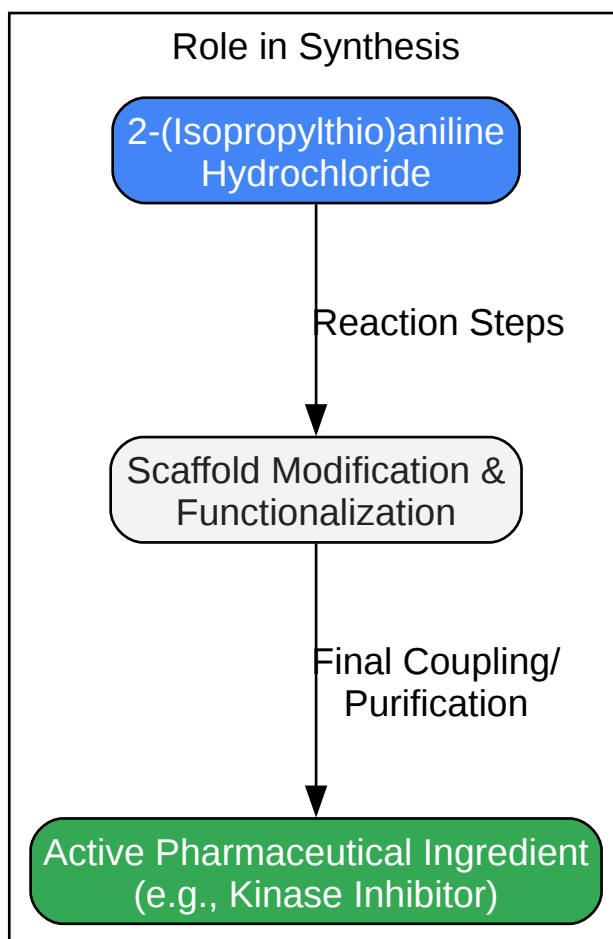 Role in Synthesis
2-(Isopropylthio)aniline
Hydrochloride
Reaction Steps
Scaffold Modification &
Functionalization
Final Coupling/
Purification
Active Pharmaceutical Ingredient
(e.g., Kinase Inhibitor)